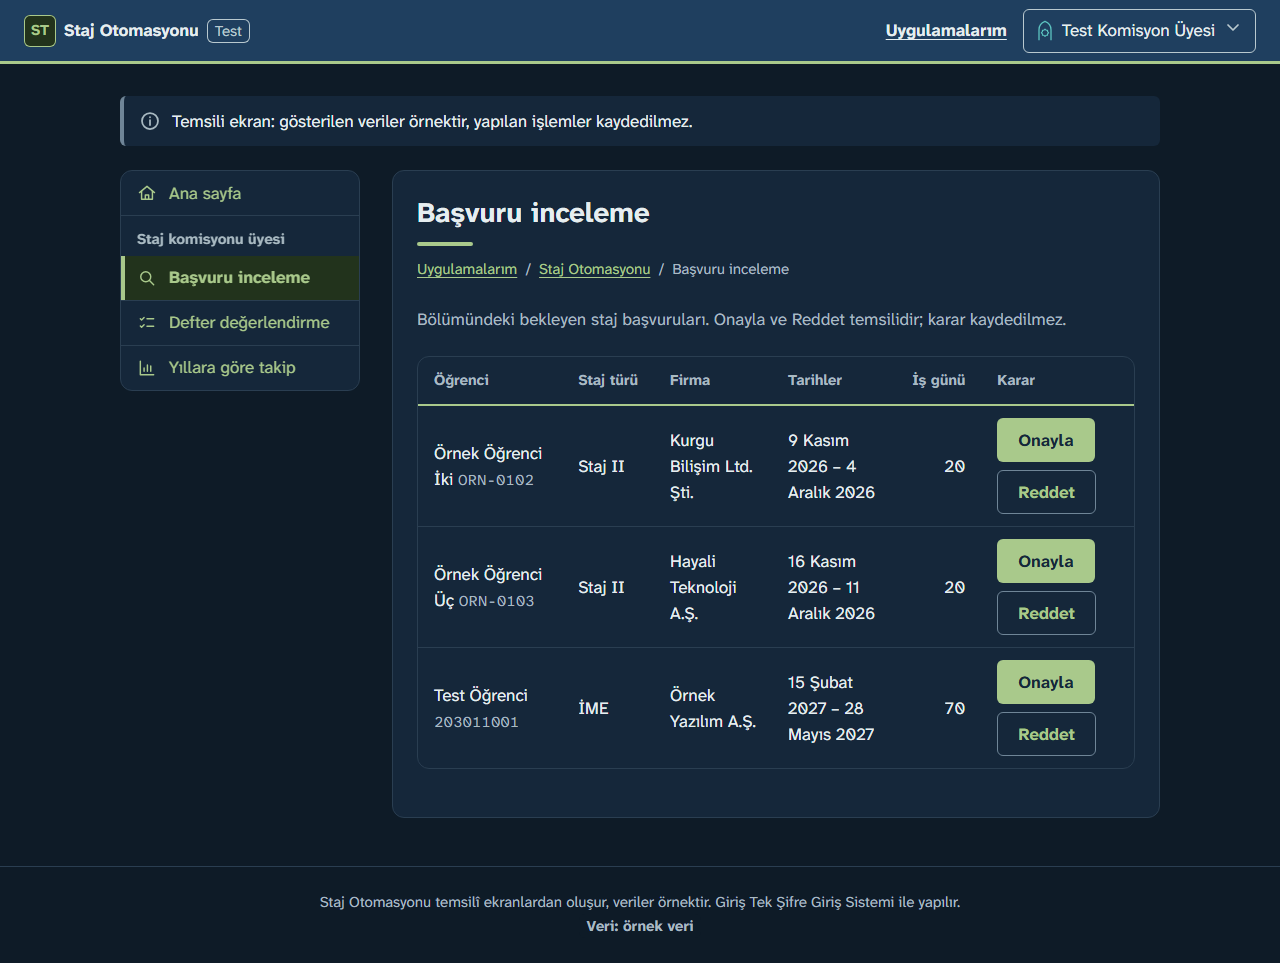 ST Staj Otomasyonu Test
Uygulamalarım
Test Komisyon Üyesi
Temsili ekran: gösterilen veriler örnektir, yapılan işlemler kaydedilmez.
Ana sayfa
Staj komisyonu üyesi
Başvuru inceleme
Defter değerlendirme
Yıllara göre takip
Başvuru inceleme
Uygulamalarım / Staj Otomasyonu / Başvuru inceleme
Bölümündeki bekleyen staj başvuruları. Onayla ve Reddet temsilidir; karar kaydedilmez.
Öğrenci Staj türü Firma Tarihler İş günü Karar
Örnek Öğrenci
İki ORN-0102
Staj II
Kurgu
Bilişim Ltd.
Şti.
9 Kasım
2026 – 4
Aralık 2026
20
Onayla
Reddet
Örnek Öğrenci
Üç ORN-0103
Staj II
Hayali
Teknoloji
A.Ş.
16 Kasım
2026 – 11
Aralık 2026
20
Onayla
Reddet
Test Öğrenci
203011001
İME
Örnek
Yazılım A.Ş.
15 Şubat
2027 – 28
Mayıs 2027
70
Onayla
Reddet
Staj Otomasyonu temsilî ekranlardan oluşur, veriler örnektir. Giriş Tek Şifre Giriş Sistemi ile yapılır.
Veri: örnek veri